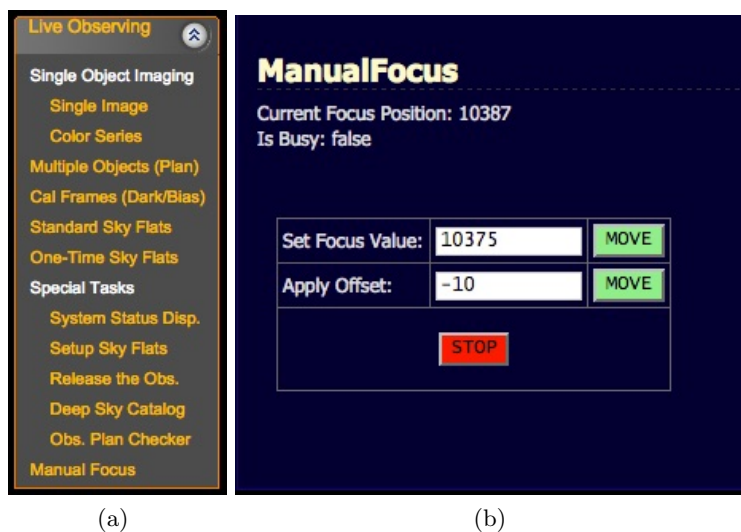 Live Observing
Single Object Imaging
Single Image
Color Series
Multiple Objects (Plan)
Cal Frames (Dark/Bias)
Standard Sky Flats
One-Time Sky Flats
Special Tasks
System Status Disp.
Setup Sky Flats
Release the Obs.
Deep Sky Catalog
Obs. Plan Checker
Manual Focus
(a)
ManualFocus
Current Focus Position: 10387
Is Busy: false
Set Focus Value: 10375 MOVE
Apply Offset: -10 MOVE
STOP
(b)